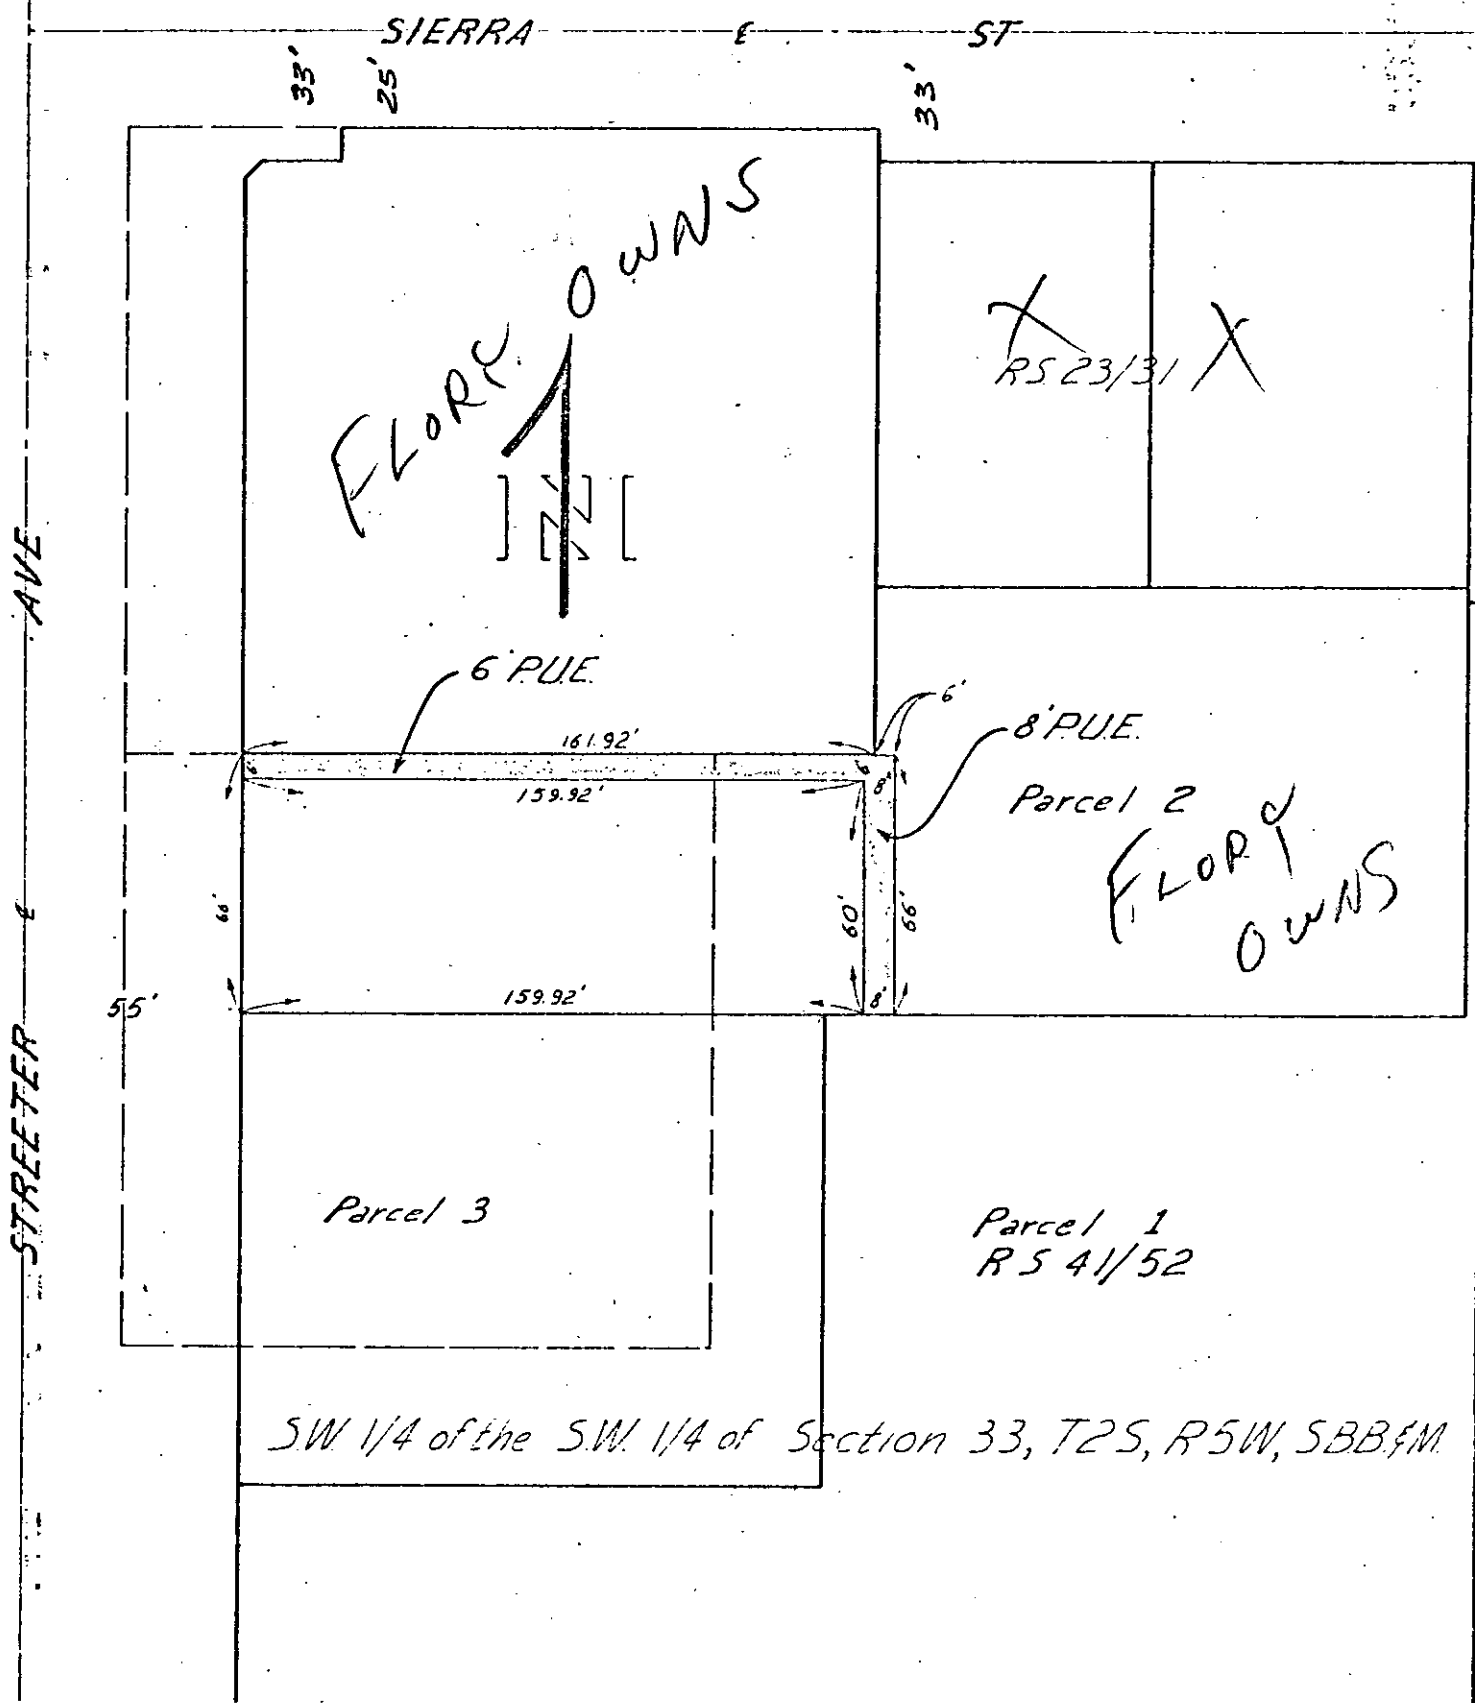 SIERRA ℄ ST
33'
25'
33'
FLORY OWNS
X
X
RS 23/31
N
AVE
6' P.U.E.
6'
8' P.U.E.
161.92'
6'
6'
8'
159.92'
Parcel 2
FLORY
OWNS
66'
60'
66'
℄
55'
159.92'
8'
STREETER
Parcel 3
Parcel 1
RS 41/52
S.W. 1/4 of the S.W. 1/4 of Section 33, T2S, R5W, SBB&M